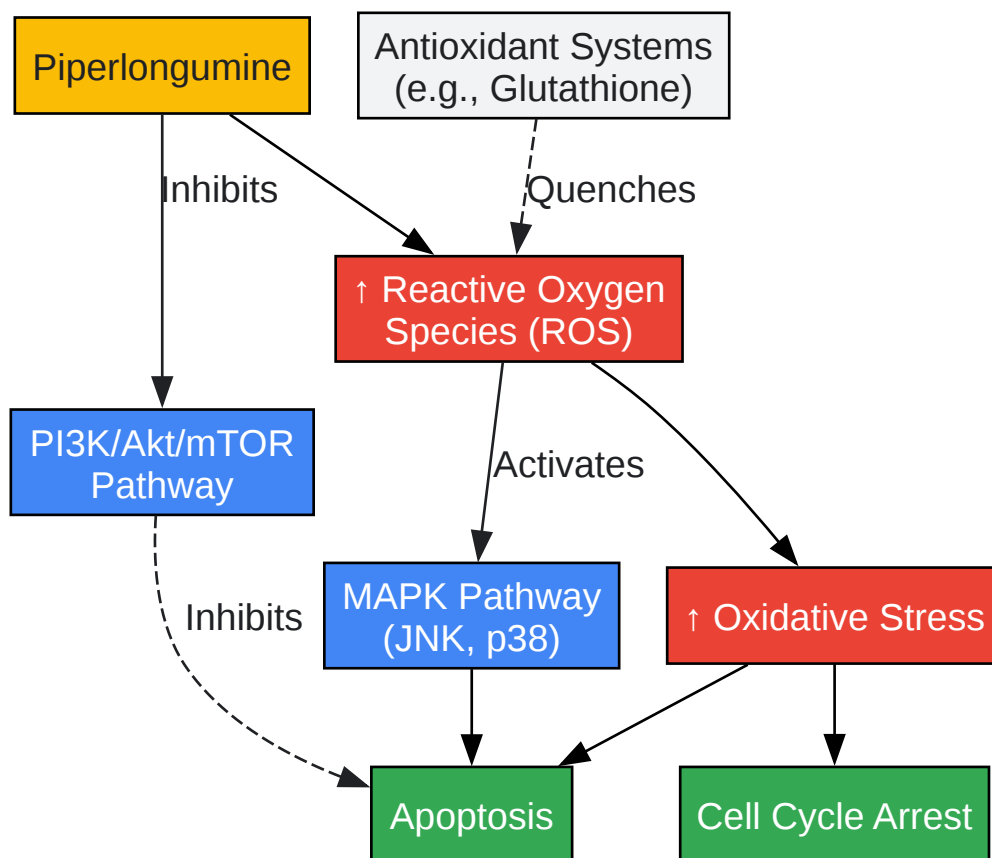 Piperlongumine
Antioxidant Systems
(e.g., Glutathione)
Inhibits
Quenches
↑ Reactive Oxygen
Species (ROS)
PI3K/Akt/mTOR
Pathway
Activates
Inhibits
MAPK Pathway
(JNK, p38)
↑ Oxidative Stress
Apoptosis
Cell Cycle Arrest